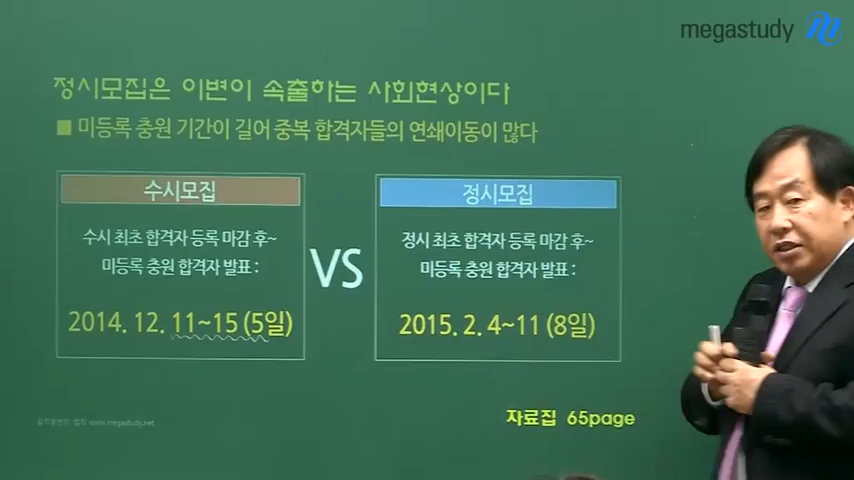 megastudy
정시모집은 이변이 속출하는 사회현상이다
■ 미등록 충원 기간이 길어 중복 합격자들의 연쇄이동이 많다
수시모집
수시 최초 합격자 등록 마감 후~
미등록 충원 합격자 발표 :
2014. 12. 11~15 (5일)
VS
정시모집
정시 최초 합격자 등록 마감 후~
미등록 충원 합격자 발표 :
2015. 2. 4~11 (8일)
자료집 65page
www.megastudy.net